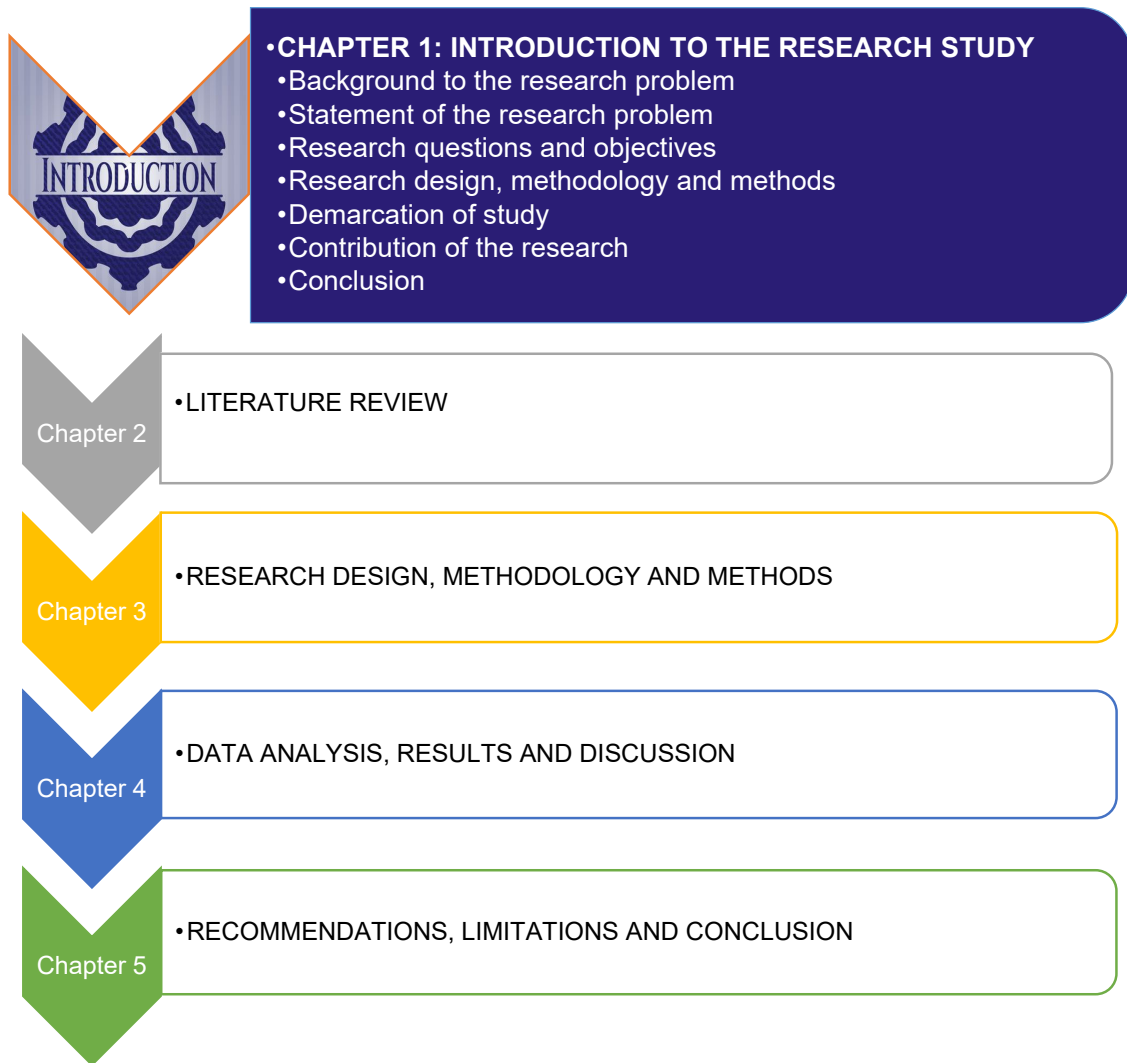 INTRODUCTION
•CHAPTER 1: INTRODUCTION TO THE RESEARCH STUDY
•Background to the research problem
•Statement of the research problem
•Research questions and objectives
•Research design, methodology and methods
•Demarcation of study
•Contribution of the research
•Conclusion
Chapter 2
•LITERATURE REVIEW
Chapter 3
•RESEARCH DESIGN, METHODOLOGY AND METHODS
Chapter 4
•DATA ANALYSIS, RESULTS AND DISCUSSION
Chapter 5
•RECOMMENDATIONS, LIMITATIONS AND CONCLUSION